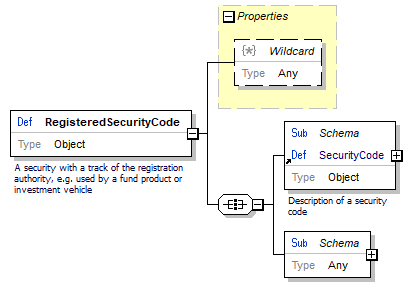 Properties
{*} Wildcard
Type Any
Def RegisteredSecurityCode
Type Object
A security with a track of the registration
authority, e.g. used by a fund product or
investment vehicle
Sub Schema
Def SecurityCode
Type Object
Description of a security
code
Sub Schema
Type Any